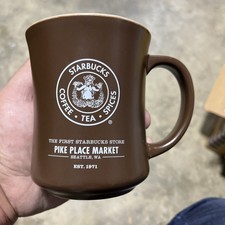 STARBUCKS
COFFEE • TEA • SPICES
THE FIRST STARBUCKS STORE
PIKE PLACE MARKET
SEATTLE, WA
EST. 1971